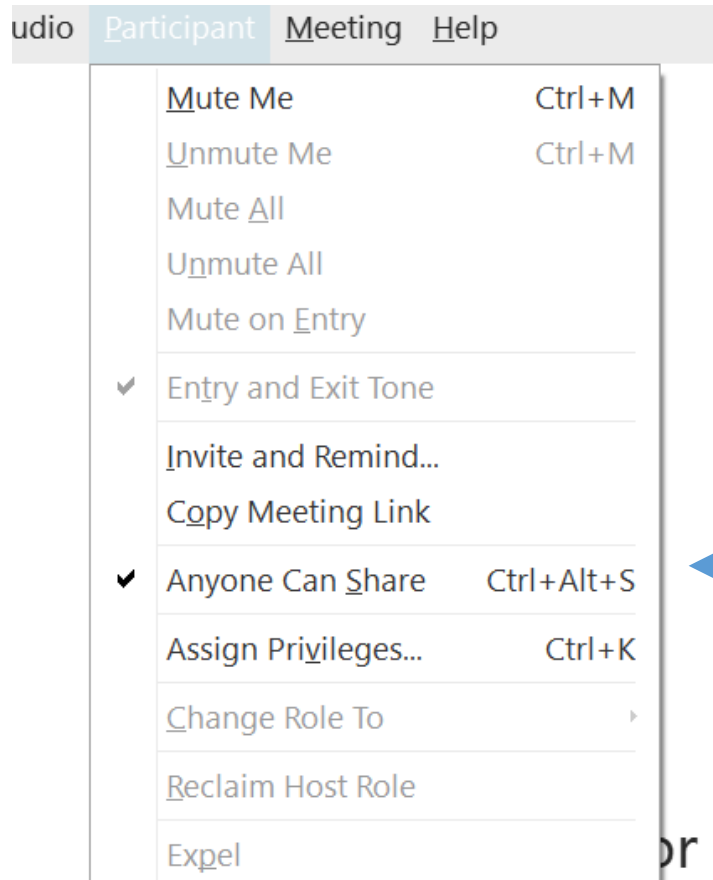 udio Participant Meeting Help
Mute Me Ctrl+M
Unmute Me Ctrl+M
Mute All
Unmute All
Mute on Entry
Entry and Exit Tone
Invite and Remind...
Copy Meeting Link
Anyone Can Share Ctrl+Alt+S
Assign Privileges... Ctrl+K
Change Role To
Reclaim Host Role
Expel
or